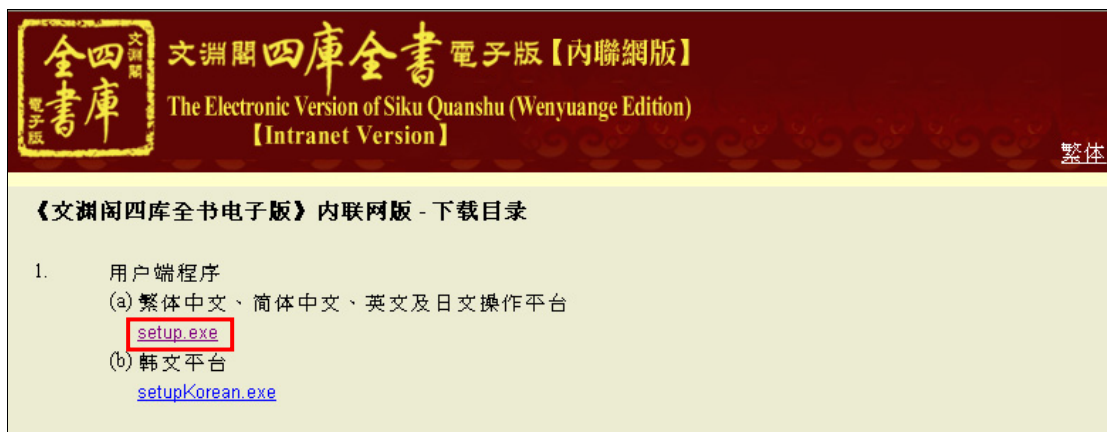 文淵閣
四庫全書
電子版
文淵閣四庫全書電子版【內聯網版】
The Electronic Version of Siku Quanshu (Wenyuange Edition)
【Intranet Version】
繁体
《文渊阁四库全书电子版》内联网版 - 下载目录
1. 用户端程序
(a) 繁体中文、简体中文、英文及日文操作平台
setup.exe
(b) 韩文平台
setupKorean.exe